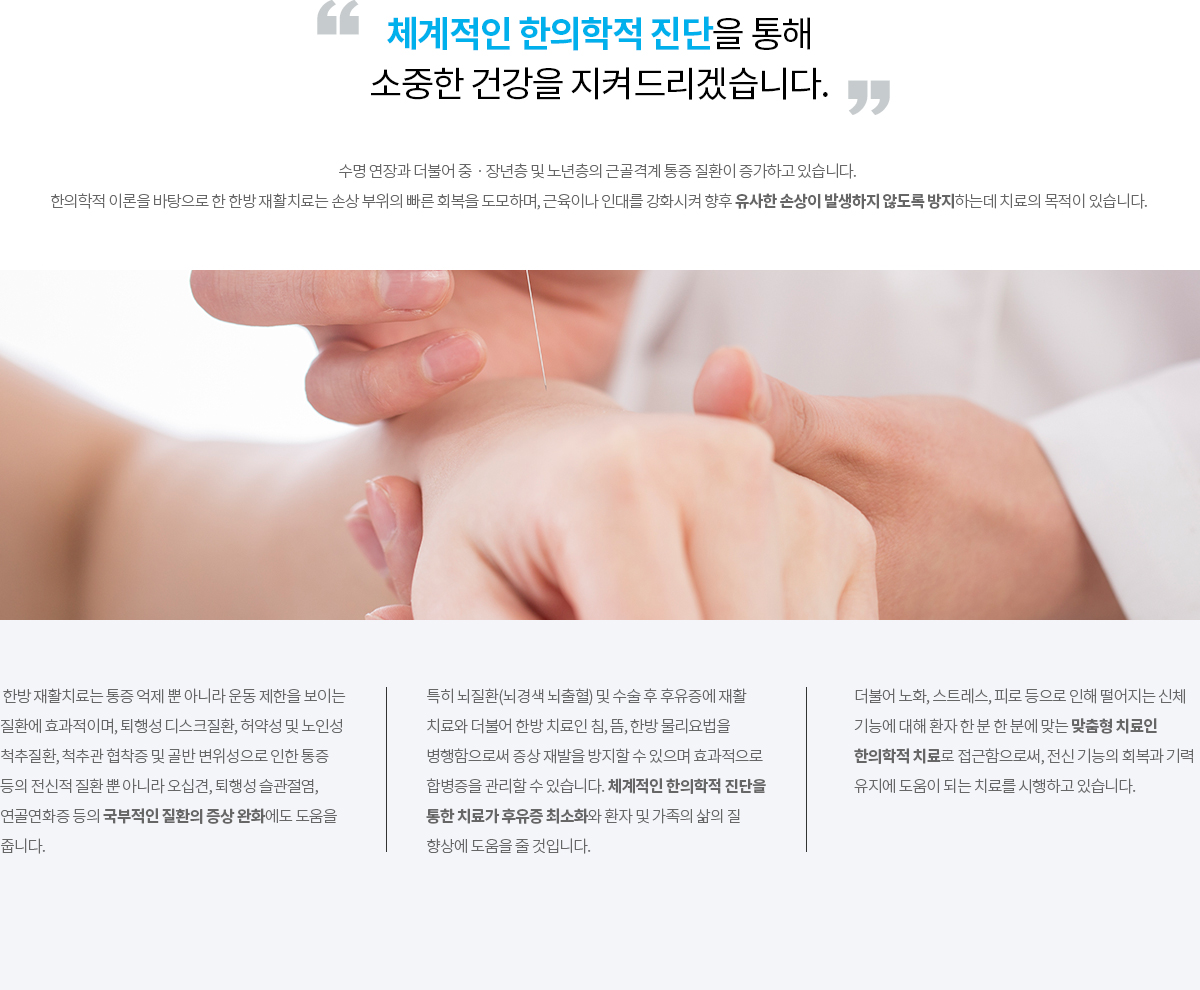 “ 체계적인 한의학적 진단을 통해
소중한 건강을 지켜드리겠습니다. ”
수명 연장과 더불어 중ㆍ장년층 및 노년층의 근골격계 통증 질환이 증가하고 있습니다.
한의학적 이론을 바탕으로 한 한방 재활치료는 손상 부위의 빠른 회복을 도모하며, 근육이나 인대를 강화시켜 향후 유사한 손상이 발생하지 않도록 방지하는데 치료의 목적이 있습니다.
한방 재활치료는 통증 억제 뿐 아니라 운동 제한을 보이는
질환에 효과적이며, 퇴행성 디스크질환, 허약성 및 노인성
척추질환, 척추관 협착증 및 골반 변위성으로 인한 통증
등의 전신적 질환 뿐 아니라 오십견, 퇴행성 슬관절염,
연골연화증 등의 국부적인 질환의 증상 완화에도 도움을
줍니다.
특히 뇌질환(뇌경색 뇌출혈) 및 수술 후 후유증에 재활
치료와 더불어 한방 치료인 침, 뜸, 한방 물리요법을
병행함으로써 증상 재발을 방지할 수 있으며 효과적으로
합병증을 관리할 수 있습니다. 체계적인 한의학적 진단을
통한 치료가 후유증 최소화와 환자 및 가족의 삶의 질
향상에 도움을 줄 것입니다.
더불어 노화, 스트레스, 피로 등으로 인해 떨어지는 신체
기능에 대해 환자 한 분 한 분에 맞는 맞춤형 치료인
한의학적 치료로 접근함으로써, 전신 기능의 회복과 기력
유지에 도움이 되는 치료를 시행하고 있습니다.